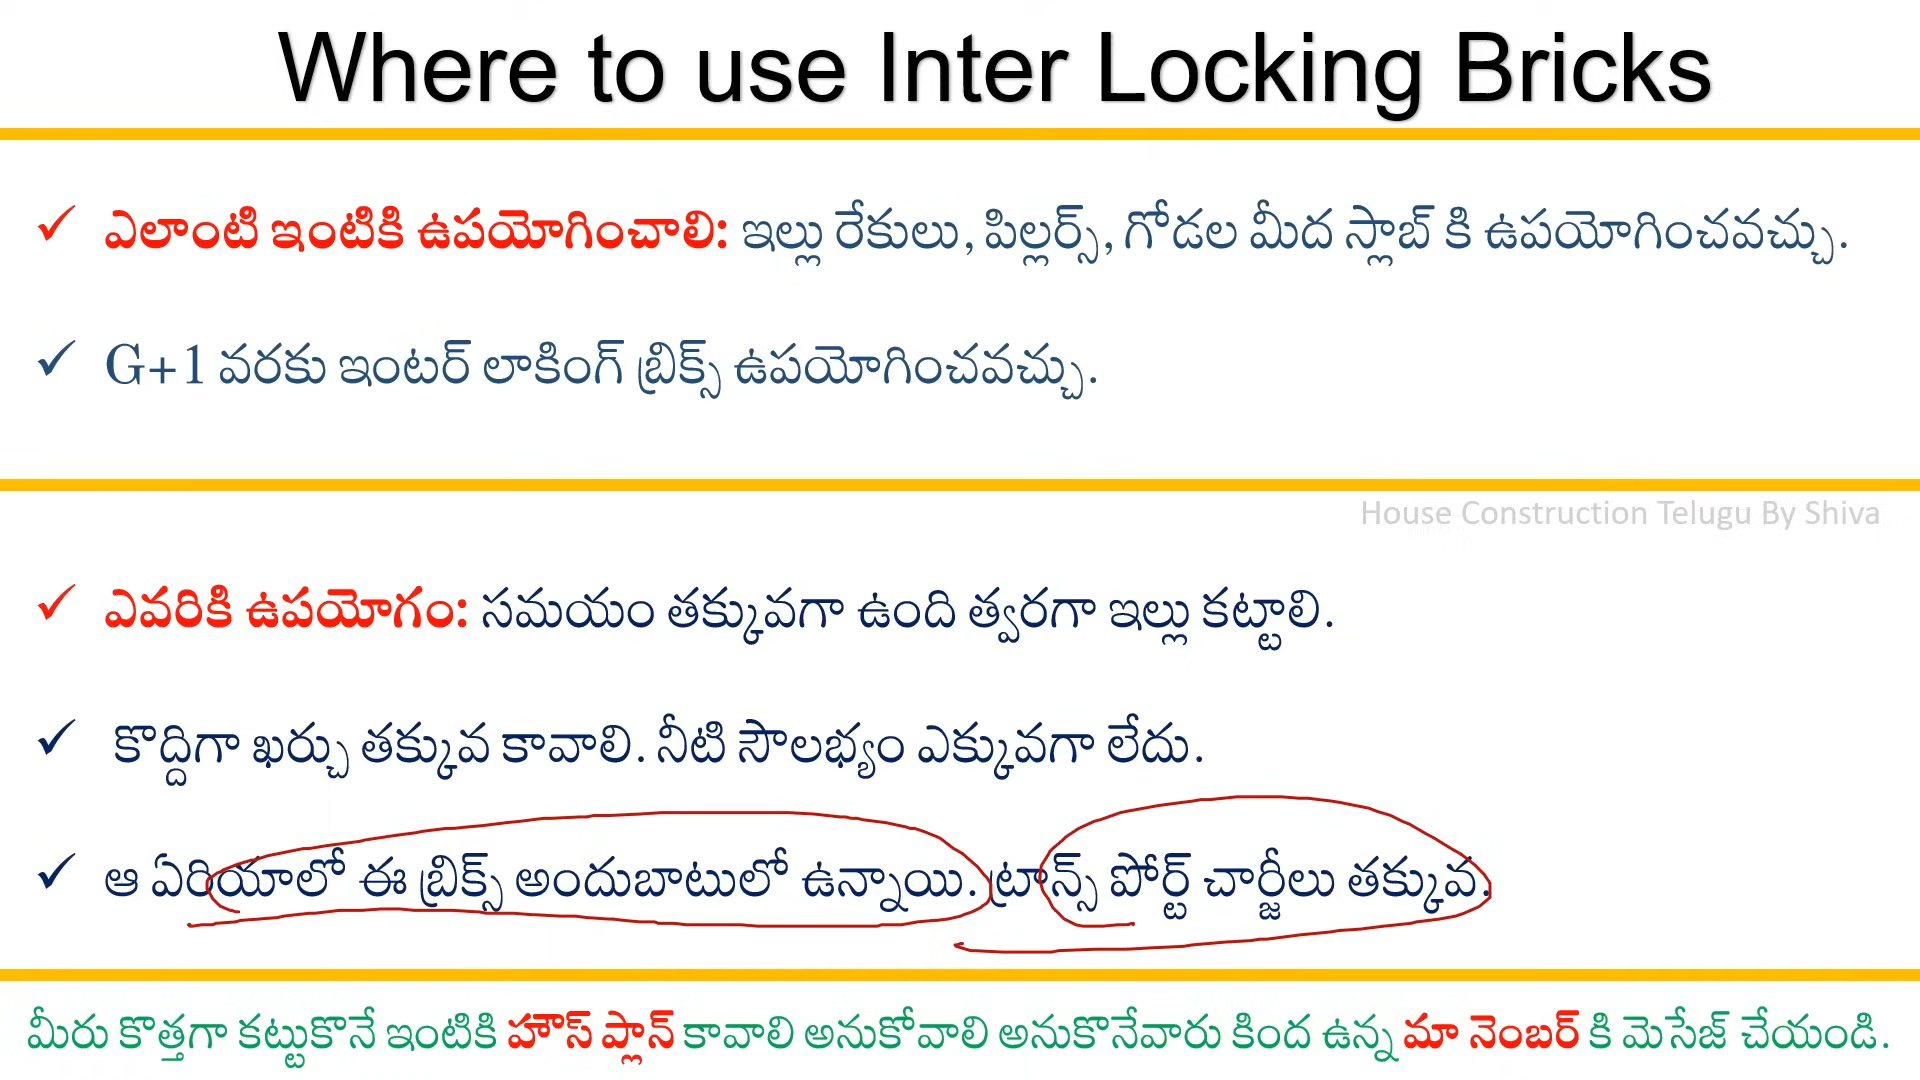 Where to use Inter Locking Bricks
ఎలాంటి ఇంటికి ఉపయోగించాలి: ఇల్లు రేకులు, పిల్లర్స్, గోడల మీద స్లాబ్ కి ఉపయోగించవచ్చు.
G+1 వరకు ఇంటర్ లాకింగ్ బ్రిక్స్ ఉపయోగించవచ్చు.
House Construction Telugu By Shiva
ఎవరికి ఉపయోగం: సమయం తక్కువగా ఉంది త్వరగా ఇల్లు కట్టాలి.
కొద్దిగా ఖర్చు తక్కువ కావాలి. నీటి సౌలభ్యం ఎక్కువగా లేదు.
ఆ ఏరియాలో ఈ బ్రిక్స్ అందుబాటులో ఉన్నాయి. ట్రాన్స్ పోర్ట్ చార్జీలు తక్కువ.
మీరు కొత్తగా కట్టుకొనే ఇంటికి హౌస్ ప్లాన్ కావాలి అనుకోవాలి అనుకొనేవారు కింద ఉన్న మా నెంబర్ కి మెసేజ్ చేయండి.